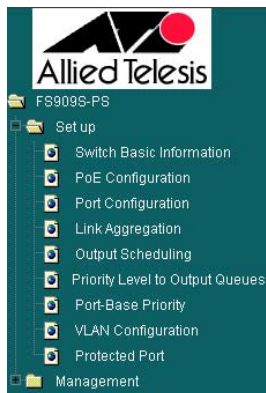 Allied Telesis
FS909S-PS
Set up
Switch Basic Information
PoE Configuration
Port Configuration
Link Aggregation
Output Scheduling
Priority Level to Output Queues
Port-Base Priority
VLAN Configuration
Protected Port
Management